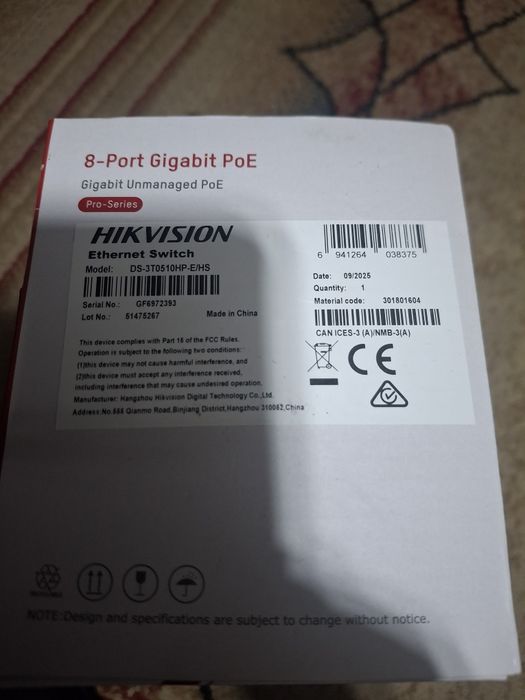 8-Port Gigabit PoE
Gigabit Unmanaged PoE
Pro-Series
HIKVISION
Ethernet Switch
Model: DS-3T0510HP-E/HS
Serial No.: GF6972393
Lot No.: 51475267 Made in China
6 941264 038375
Date: 09/2025
Quantity: 1
Material code: 301801604
CAN ICES-3 (A)/NMB-3(A)
This device complies with Part 15 of the FCC Rules.
Operation is subject to the following two conditions:
(1)this device may not cause harmful interference, and
(2)this device must accept any interference received,
including interference that may cause undesired operation.
Manufacturer: Hangzhou Hikvision Digital Technology Co.,Ltd.
Address:No.555 Qianmo Road,Binjiang District,Hangzhou 310052,China
CE
NOTE:Design and specifications are subject to change without notice.